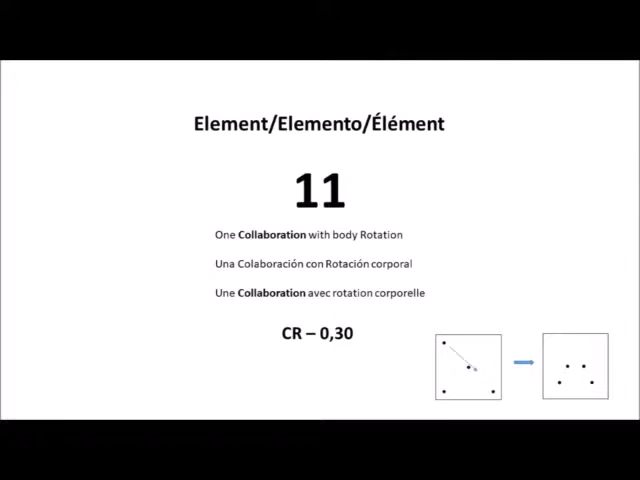 Element/Elemento/Élément
11
One Collaboration with body Rotation
Una Colaboración con Rotación corporal
Une Collaboration avec rotation corporelle
CR – 0,30